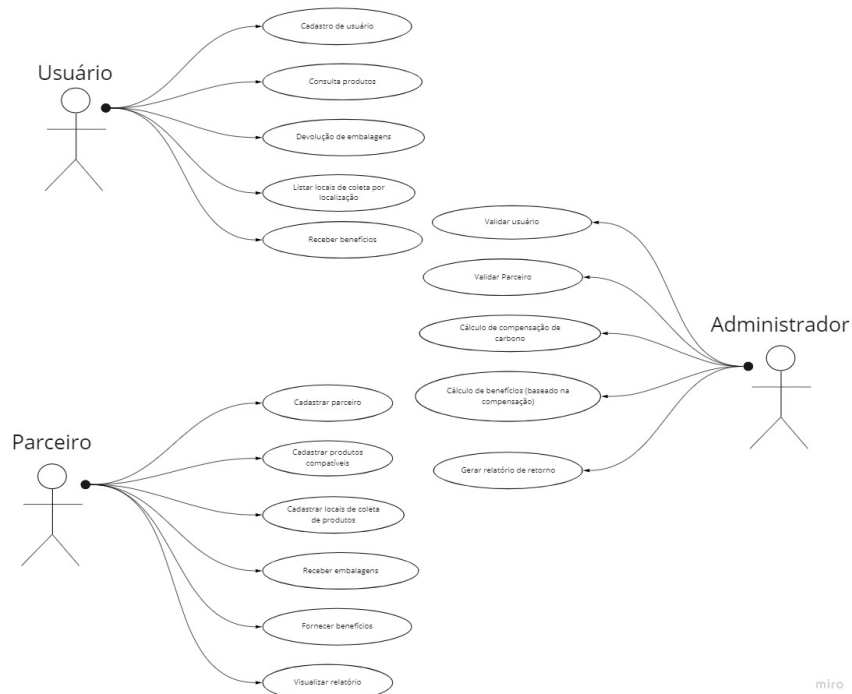 Usuário
Cadastro de usuário
Consulta produtos
Devolução de embalagens
Listar locais de coleta por
localização
Receber benefícios
Administrador
Validar usuário
Validar Parceiro
Cálculo de compensação de
carbono
Cálculo de benefícios (baseado na
compensação)
Gerar relatório de retorno
Parceiro
Cadastrar parceiro
Cadastrar produtos
compatíveis
Cadastrar locais de coleta
de produtos
Receber embalagens
Fornecer benefícios
Visualizar relatório
miro